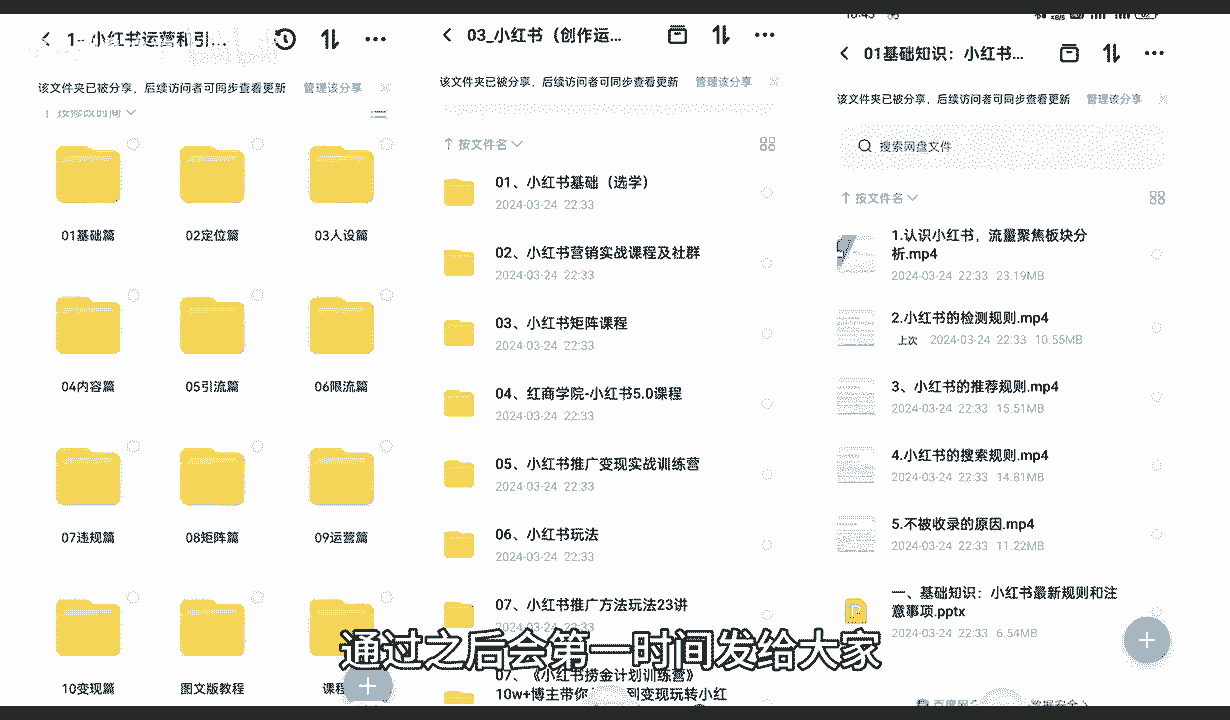 1- 小红书运营和引...
该文件夹已被分享，后续访问者可同步查看更新 管理该分享
按修改时间
01基础篇 02定位篇 03人设篇
04内容篇 05引流篇 06限流篇
07违规篇 08矩阵篇 09运营篇
10变现篇 图文版教程 课程
03_小红书（创作运...
该文件夹已被分享，后续访问者可同步查看更新 管理该分享
按文件名
01、小红书基础（选学）
2024-03-24 22:33
02、小红书营销实战课程及社群
2024-03-24 22:33
03、小红书矩阵课程
2024-03-24 22:33
04、红商学院-小红书5.0课程
2024-03-24 22:33
05、小红书推广变现实战训练营
2024-03-24 22:33
06、小红书玩法
2024-03-24 22:33
07、小红书推广方法玩法23讲
2024-03-24 22:33
07、《小红书捞金计划训练营》
10w+博主带你 到变现玩转小红
01基础知识：小红书...
该文件夹已被分享，后续访问者可同步查看更新 管理该分享
搜索网盘文件
按文件名
1.认识小红书，流量聚焦板块分
析.mp4
2024-03-24 22:33 23.19MB
2.小红书的检测规则.mp4
上次 2024-03-24 22:33 10.55MB
3、小红书的推荐规则.mp4
2024-03-24 22:33 15.51MB
4.小红书的搜索规则.mp4
2024-03-24 22:33 14.81MB
5.不被收录的原因.mp4
2024-03-24 22:33 11.22MB
一、基础知识：小红书最新规则和注
意事项.pptx
2024-03-24 22:33 6.54MB
通过之后会第一时间发给大家